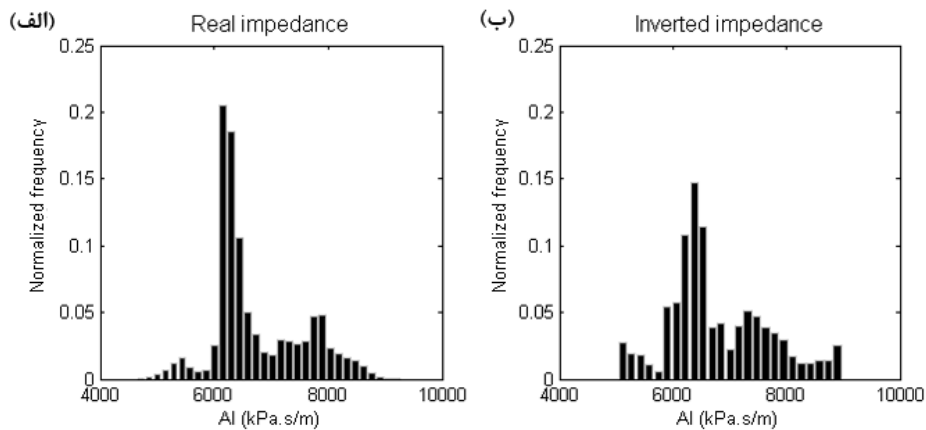 (الف)
Real impedance
0.25
0.2
0.15
0.1
0.05
0
Normalized frequency
4000 6000 8000 10000
AI (kPa.s/m)
(ب)
Inverted impedance
0.25
0.2
0.15
0.1
0.05
0
Normalized frequency
4000 6000 8000 10000
AI (kPa.s/m)